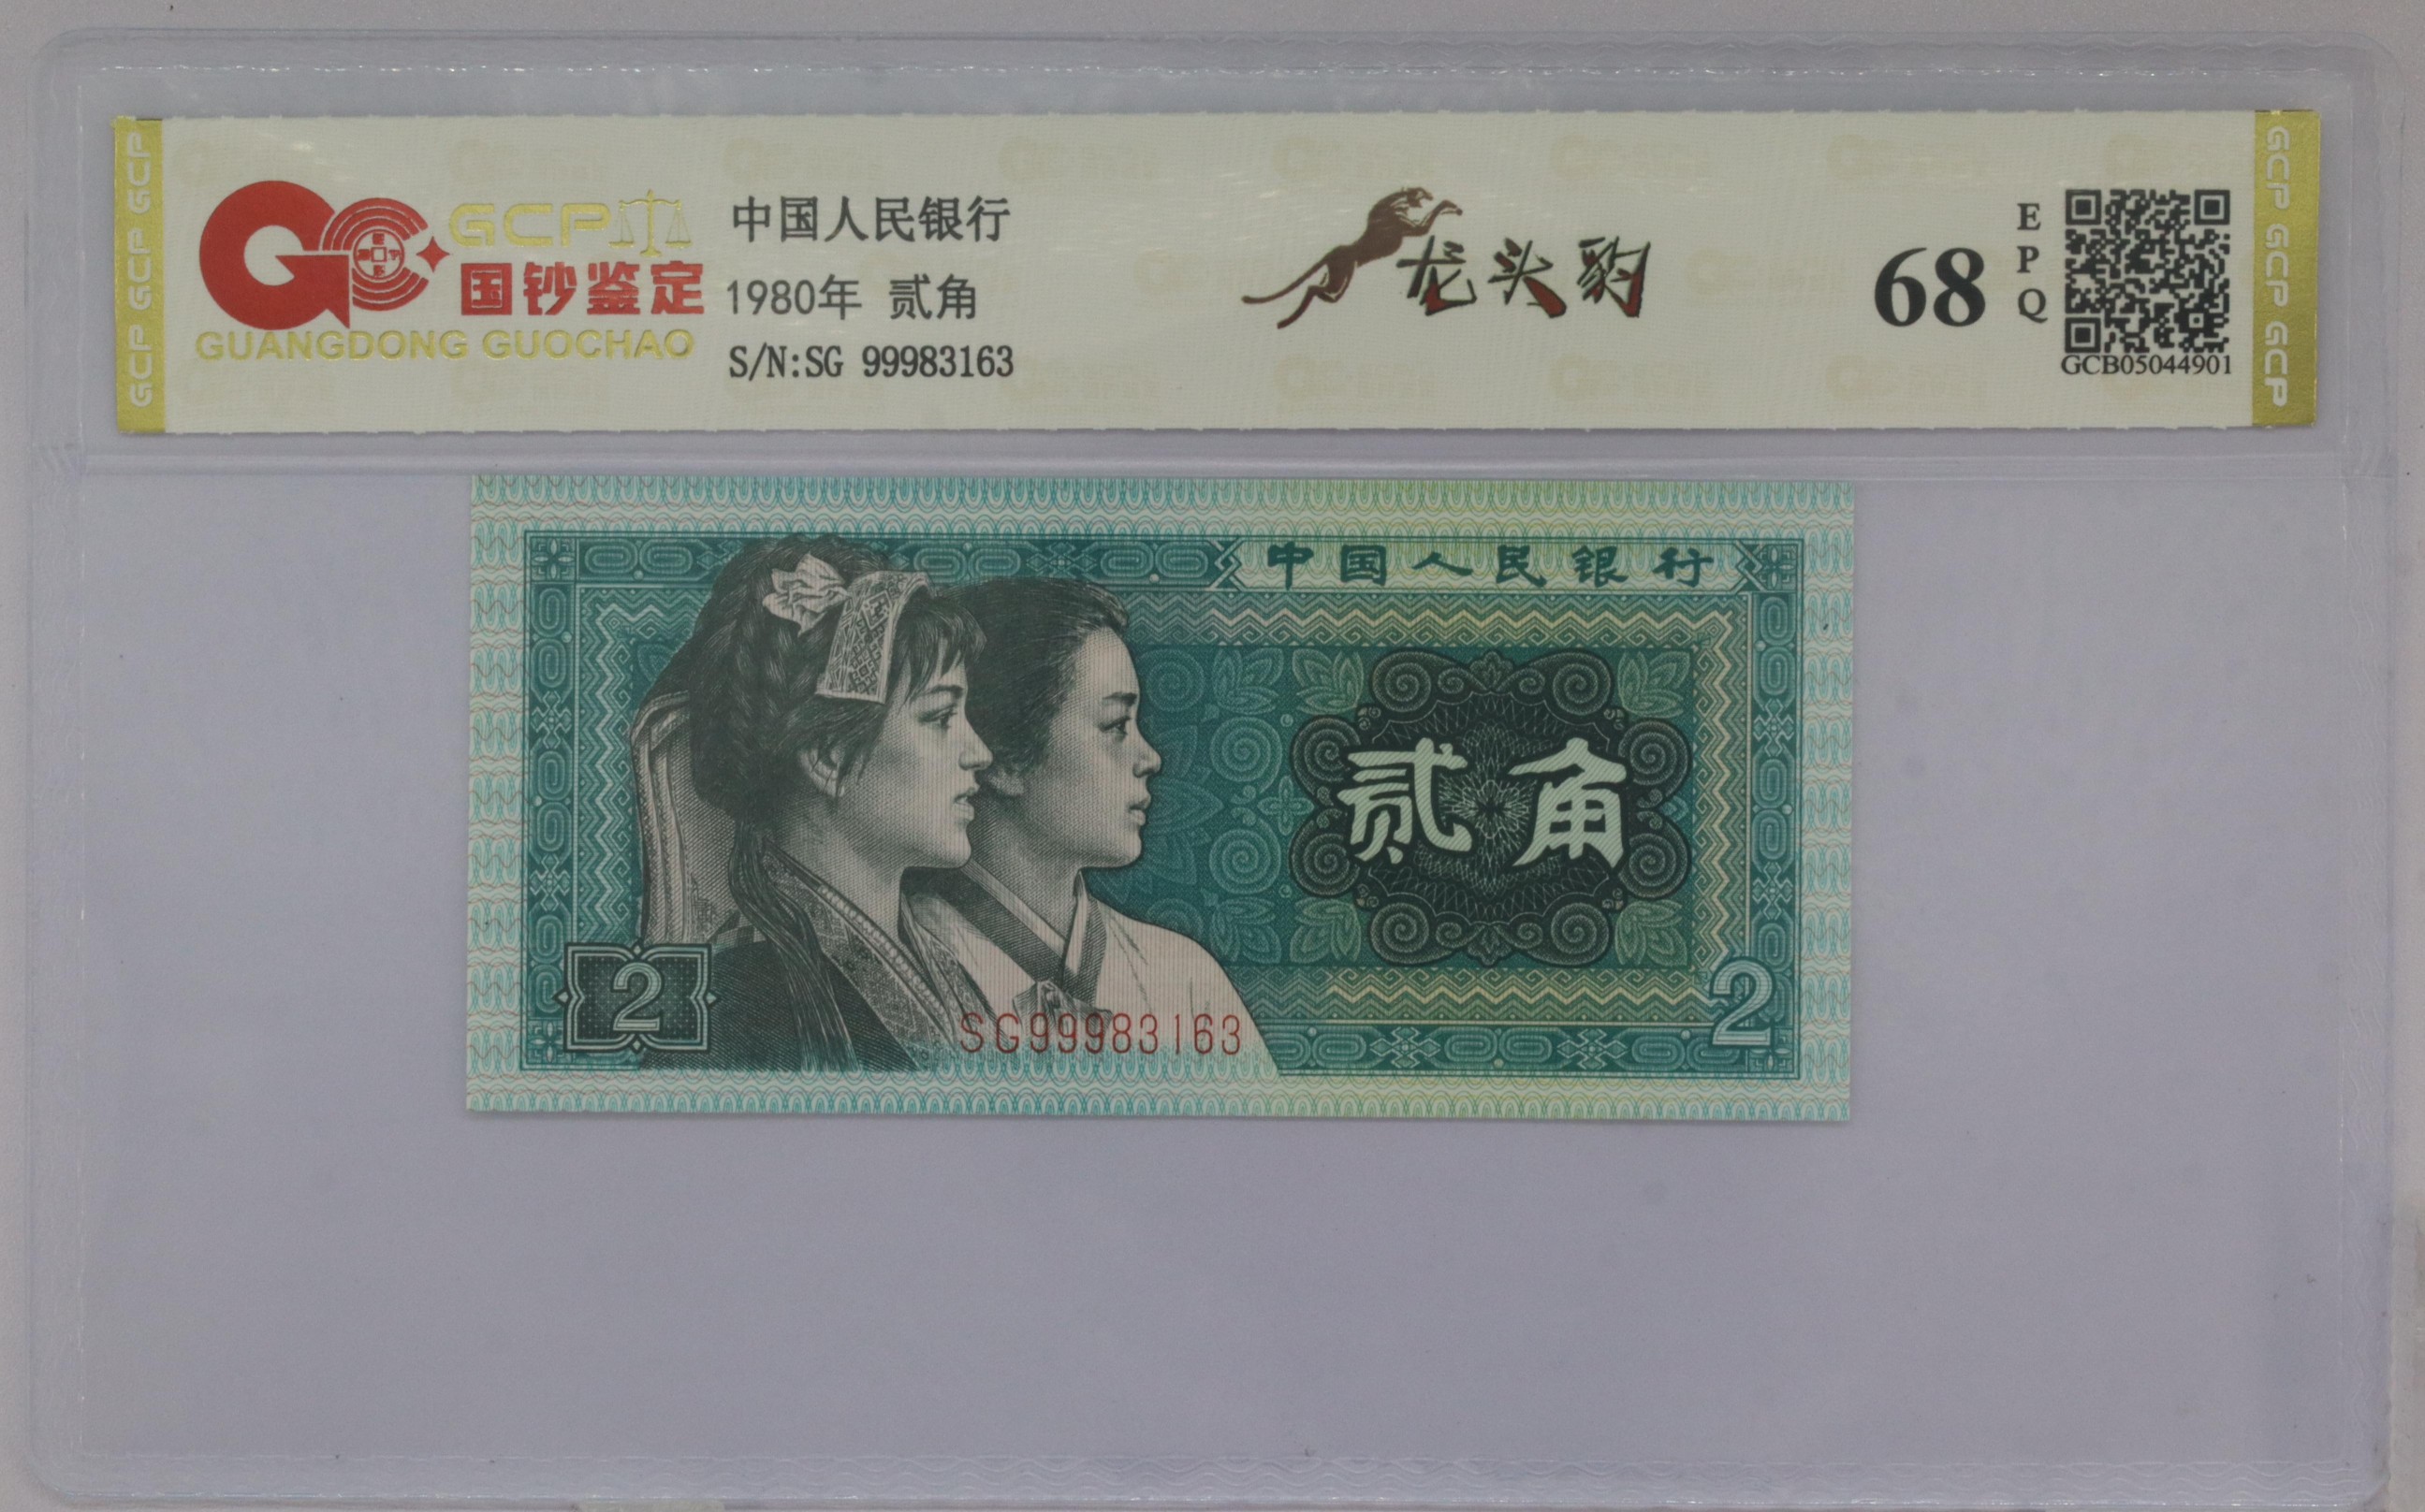 GCP
国钞鉴定
GUANGDONG GUOCHAO
中国人民银行
1980年 贰角
S/N:SG 99983163
龙头豹
68
EPQ
GCB05044901
GCP GCP GCP
GCP GCP GCP
中国人民银行
贰角
2
2
SG99983163